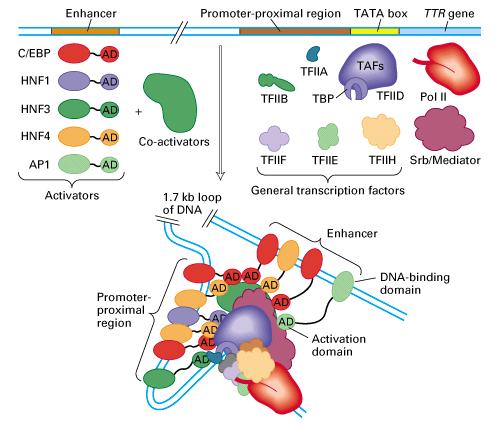 Enhancer
Promoter-proximal region
TATA box
TTR gene
C/EBP
AD
HNF1
AD
HNF3
AD
HNF4
AD
AP1
AD
Activators
+
Co-activators
TFIIA
TFIIB
TAFs
TBP
TFIID
Pol II
TFIIF
TFIIE
TFIIH
Srb/Mediator
General transcription factors
1.7 kb loop
of DNA
Enhancer
DNA-binding
domain
Promoter-
proximal
region
Activation
domain
AD
AD
AD
AD
AD
AD
AD
AD
AD
AD